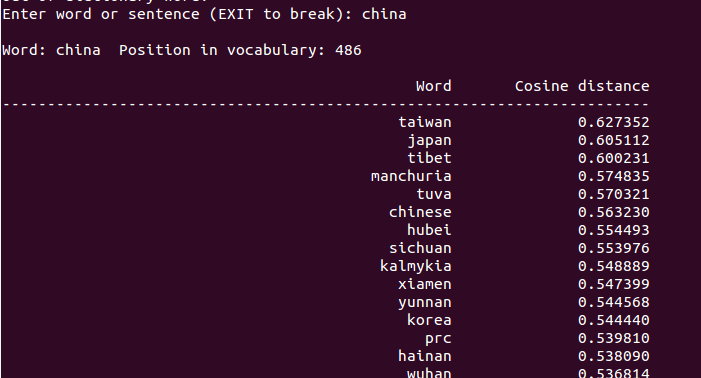 Enter word or sentence (EXIT to break): china
Word: china  Position in vocabulary: 486
Word       Cosine distance
------------------------------------------------------------------------
taiwan              0.627352
japan              0.605112
tibet              0.600231
manchuria              0.574835
tuva              0.570321
chinese              0.563230
hubei              0.554493
sichuan              0.553976
kalmykia              0.548889
xiamen              0.547399
yunnan              0.544568
korea              0.544440
prc              0.539810
hainan              0.538090
wuhan              0.536814